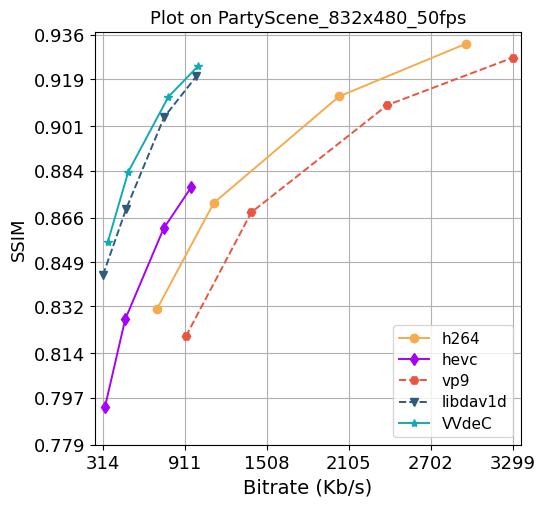 Plot on PartyScene_832x480_50fps
0.936
0.919
0.901
0.884
0.866
0.849
0.832
0.814
0.797
0.779
SSIM
h264
hevc
vp9
libdav1d
VVdeC
314 911 1508 2105 2702 3299
Bitrate (Kb/s)